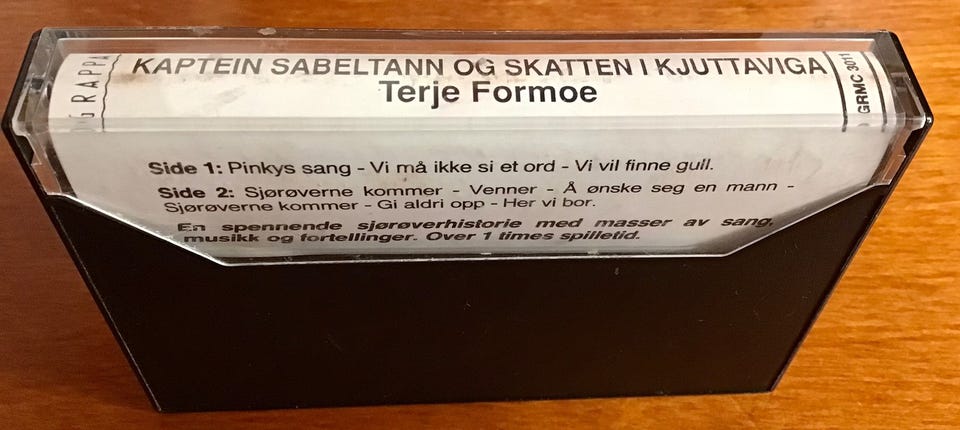 GRAPPA
KAPTEIN SABELTANN OG SKATTEN I KJUTTAVIGA
Terje Formoe
GRMC 3011
Side 1: Pinkys sang - Vi må ikke si et ord - Vi vil finne gull.
Side 2: Sjørøverne kommer - Venner - Å ønske seg en mann -
Sjørøverne kommer - Gi aldri opp - Her vi bor.
En spennende sjørøverhistorie med masser av sang,
musikk og fortellinger. Over 1 times spilletid.